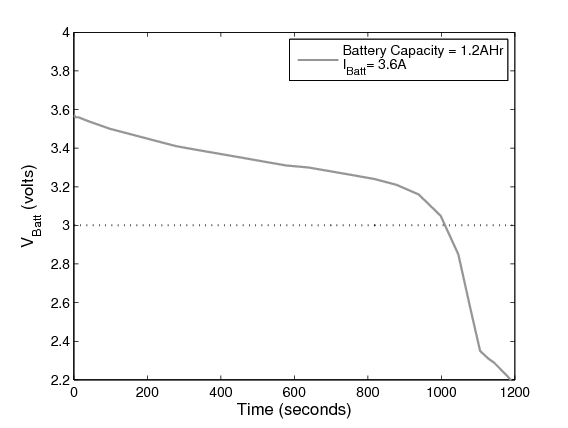 4
3.8
3.6
3.4
3.2
3
2.8
2.6
2.4
2.2
V_Batt (volts)
Battery Capacity = 1.2AHr
I_Batt= 3.6A
0 200 400 600 800 1000 1200
Time (seconds)